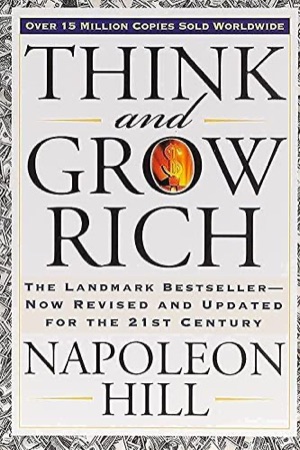 OVER 15 MILLION COPIES SOLD WORLDWIDE
THINK
and
GROW
RICH
THE LANDMARK BESTSELLER—
NOW REVISED AND UPDATED
FOR THE 21ST CENTURY
NAPOLEON
HILL